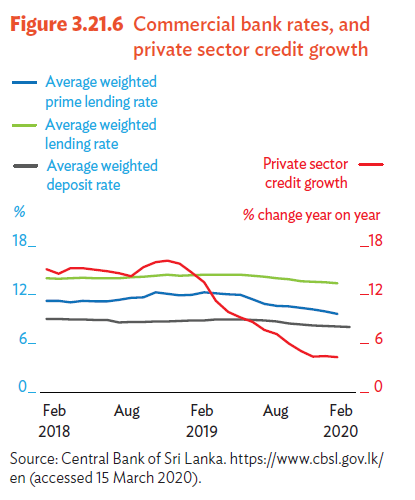 Figure 3.21.6 Commercial bank rates, and
private sector credit growth
Average weighted
prime lending rate
Average weighted
lending rate
Average weighted
deposit rate
Private sector
credit growth
%
% change year on year
18
18
12
12
6
6
0
0
Feb
2018
Aug
Feb
2019
Aug
Feb
2020
Source: Central Bank of Sri Lanka. https://www.cbsl.gov.lk/
en (accessed 15 March 2020).